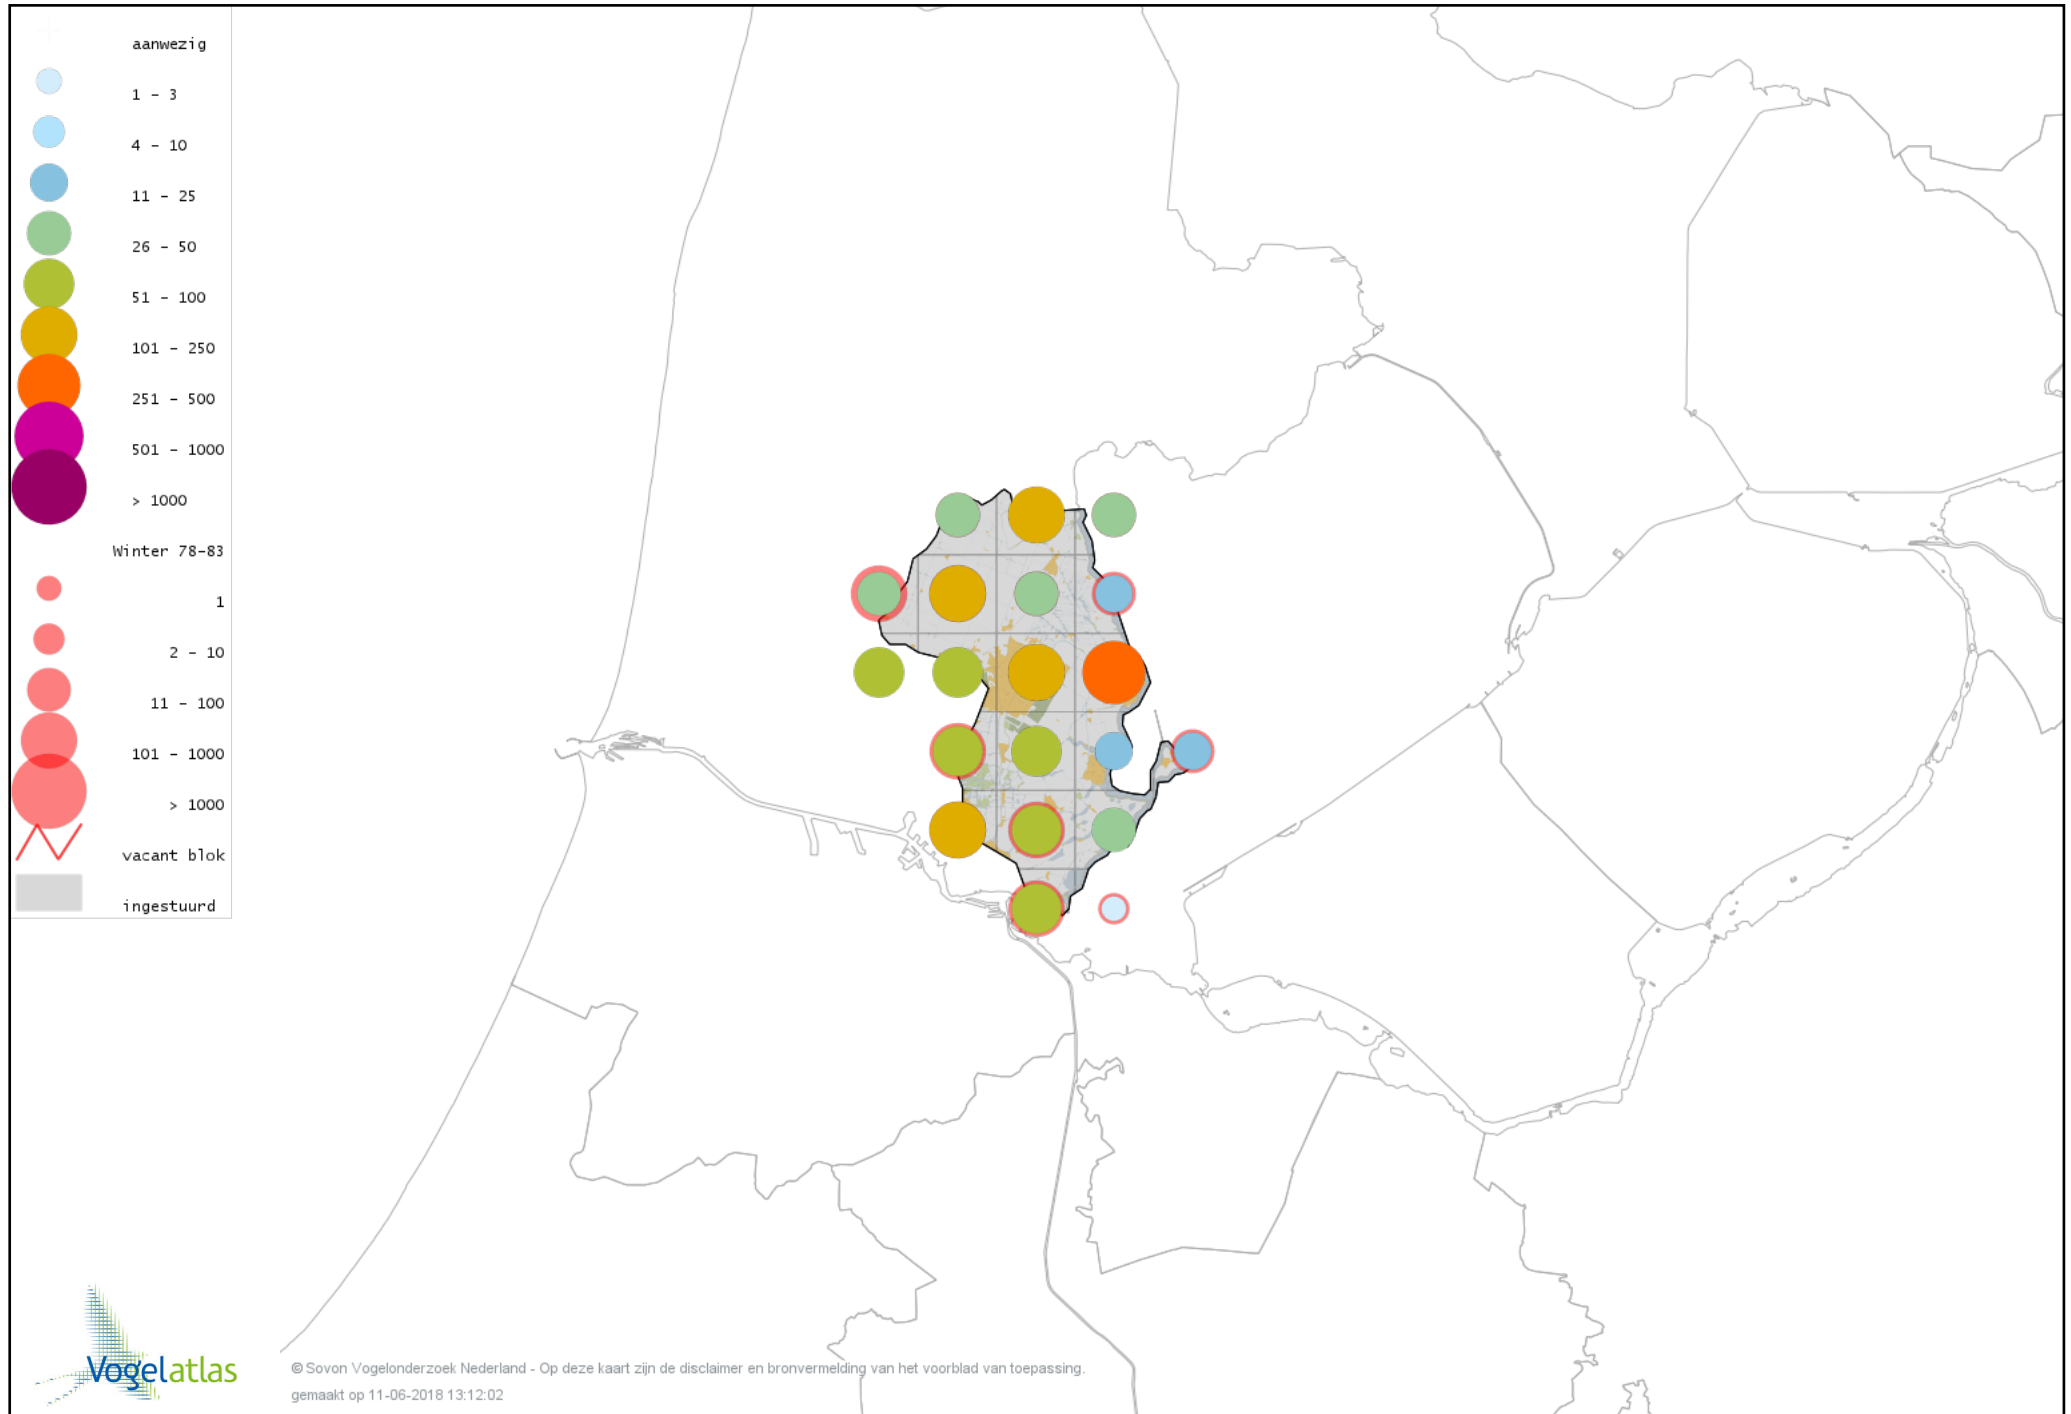 aanwezig
1 – 3
4 – 10
11 – 25
26 – 50
51 – 100
101 – 250
251 – 500
501 – 1000
> 1000
Winter 78-83
1
2 – 10
11 – 100
101 – 1000
> 1000
vacant blok
ingestuurd
Vogelatlas
© Sovon Vogelonderzoek Nederland - Op deze kaart zijn de disclaimer en bronvermelding van het voorblad van toepassing.
gemaakt op 11-06-2018 13:12:02